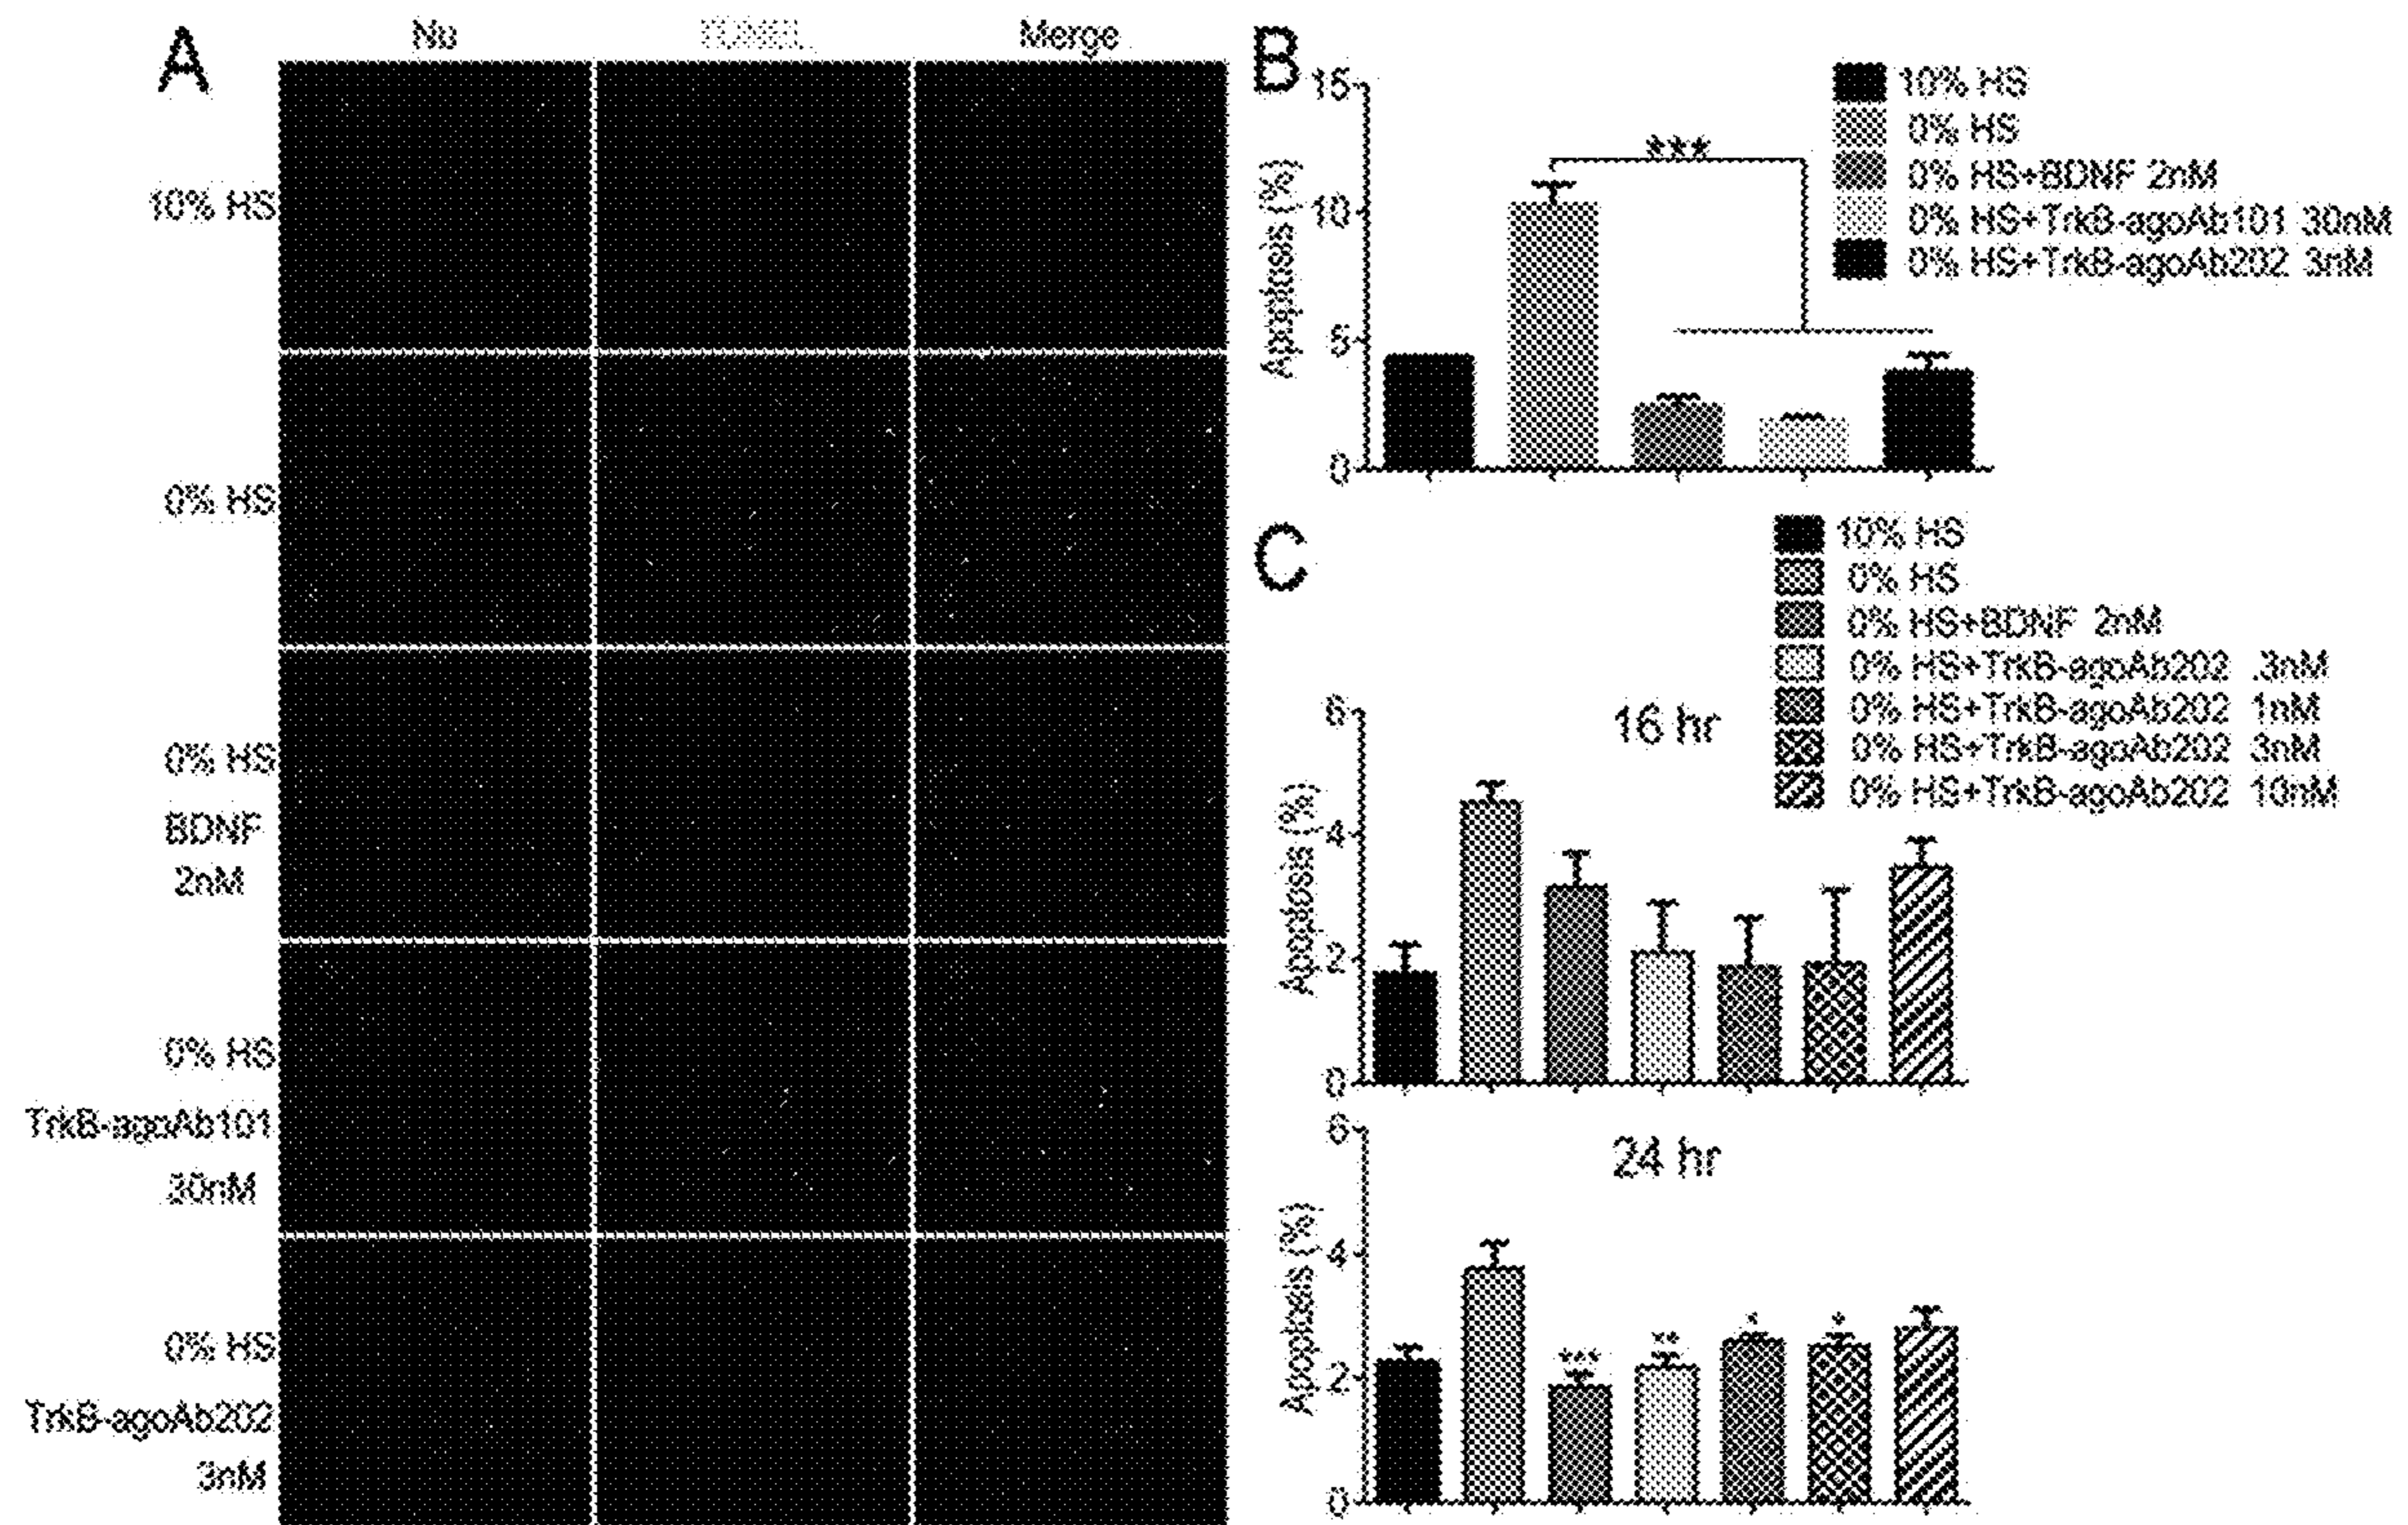 A
Nu
TUNEL
Merge
10% HS
0% HS
0% HS
BDNF
2nM
0% HS
TrkB-agoAb101
30nM
0% HS
TrkB-agoAb202
3nM
B
15
10
5
0
Apoptosis (%)
***
10% HS
0% HS
0% HS+BDNF 2nM
0% HS+TrkB-agoAb101 30nM
0% HS+TrkB-agoAb202 3nM
C
10% HS
0% HS
0% HS+BDNF 2nM
0% HS+TrkB-agoAb202 .3nM
0% HS+TrkB-agoAb202 1nM
0% HS+TrkB-agoAb202 3nM
0% HS+TrkB-agoAb202 10nM
16 hr
6
4
2
0
Apoptosis (%)
24 hr
6
4
2
0
Apoptosis (%)
***
**
*
*